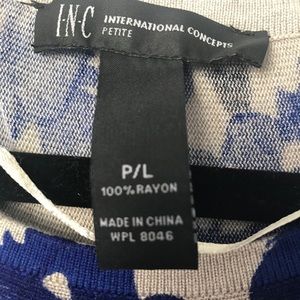 I·N·C INTERNATIONAL CONCEPTS
PETITE
P/L
100% RAYON
MADE IN CHINA
WPL 8046